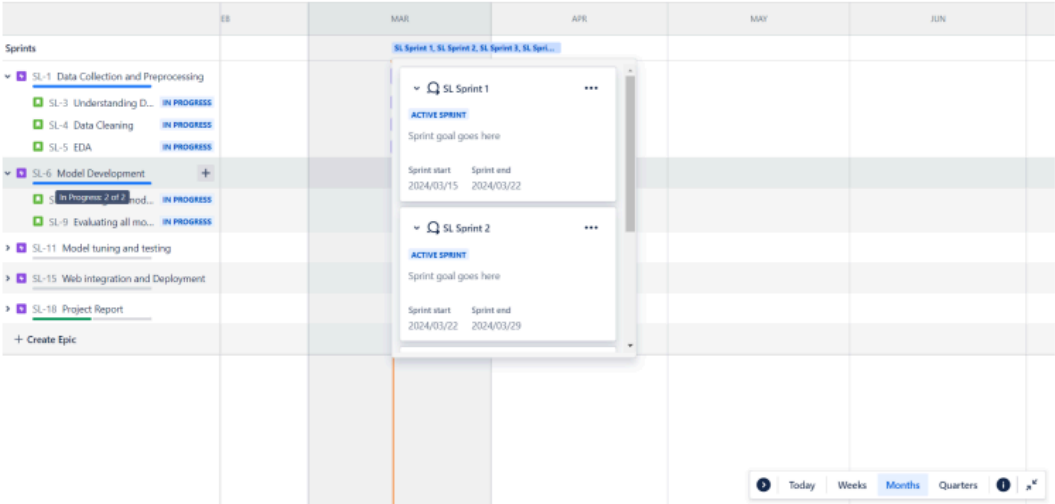 EB MAR APR MAY JUN
Sprints SL Sprint 1, SL Sprint 2, SL Sprint 3, SL Spri...
SL-1 Data Collection and Preprocessing
SL-3 Understanding D... IN PROGRESS
SL-4 Data Cleaning IN PROGRESS
SL-5 EDA IN PROGRESS
SL-6 Model Development +
In Progress: 2 of 2
S mod... IN PROGRESS
SL-9 Evaluating all mo... IN PROGRESS
SL-11 Model tuning and testing
SL-15 Web integration and Deployment
SL-18 Project Report
+ Create Epic
SL Sprint 1 •••
ACTIVE SPRINT
Sprint goal goes here
Sprint start Sprint end
2024/03/15 2024/03/22
SL Sprint 2 •••
ACTIVE SPRINT
Sprint goal goes here
Sprint start Sprint end
2024/03/22 2024/03/29
Today Weeks Months Quarters